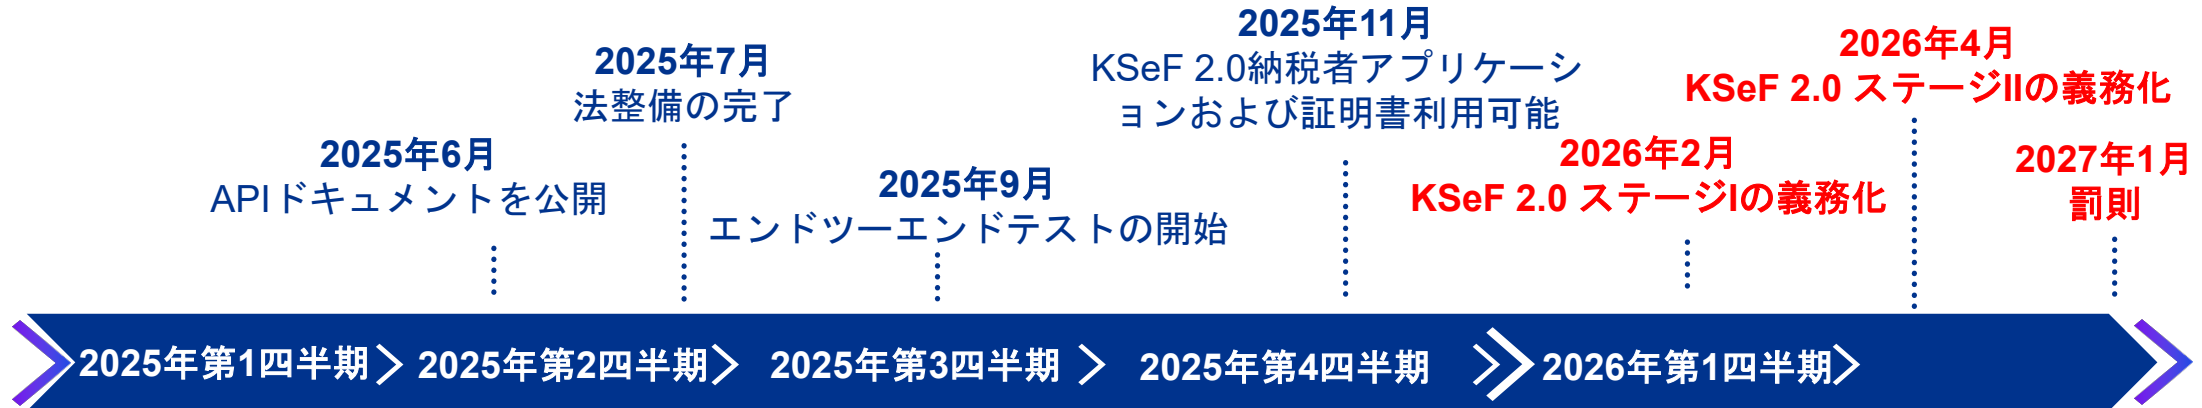 2025年6月
APIドキュメントを公開
2025年7月
法整備の完了
2025年9月
エンドツーエンドテストの開始
2025年11月
KSeF 2.0納税者アプリケーシ
ョンおよび証明書利用可能
2026年2月
KSeF 2.0 ステージIの義務化
2026年4月
KSeF 2.0 ステージIIの義務化
2027年1月
罰則
2025年第1四半期
2025年第2四半期
2025年第3四半期
2025年第4四半期
2026年第1四半期